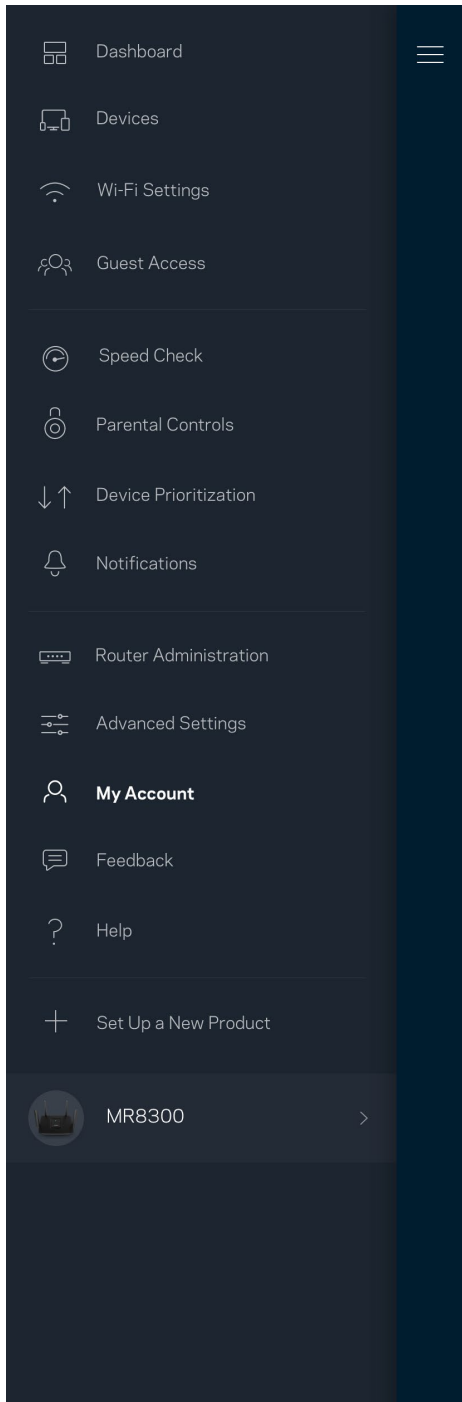 Dashboard
Devices
Wi-Fi Settings
Guest Access
Speed Check
Parental Controls
Device Prioritization
Notifications
Router Administration
Advanced Settings
My Account
Feedback
Help
Set Up a New Product
MR8300